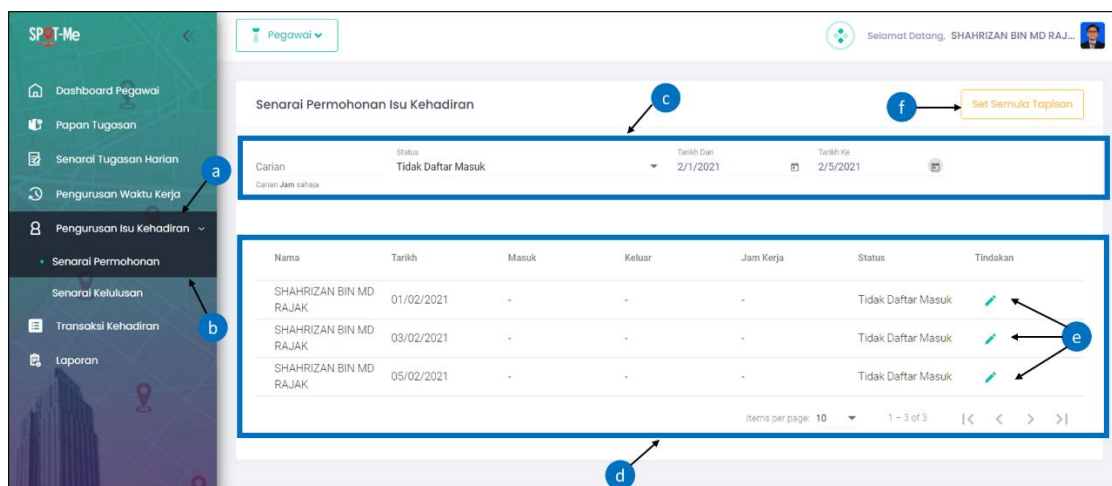 SPOT-Me
Pegawai
Selamat Datang, SHAHRIZAN BIN MD RAJ...
Dashboard Pegawai
Papan Tugasan
Senarai Tugasan Harian
Pengurusan Waktu Kerja
Pengurusan Isu Kehadiran
Senarai Permohonan
Senarai Kelulusan
Transaksi Kehadiran
Laporan
a
b
Senarai Permohonan Isu Kehadiran
c
f
Set Semula Tapisan
Status Tarikh Dari Tarikh Ke
Carian Tidak Daftar Masuk 2/1/2021 2/5/2021
Carian Jam sahaja
Nama Tarikh Masuk Keluar Jam Kerja Status Tindakan
SHAHRIZAN BIN MD
RAJAK 01/02/2021 - - - Tidak Daftar Masuk
SHAHRIZAN BIN MD
RAJAK 03/02/2021 - - - Tidak Daftar Masuk
e
SHAHRIZAN BIN MD
RAJAK 05/02/2021 - - - Tidak Daftar Masuk
Items per page: 10 1 – 3 of 3
d